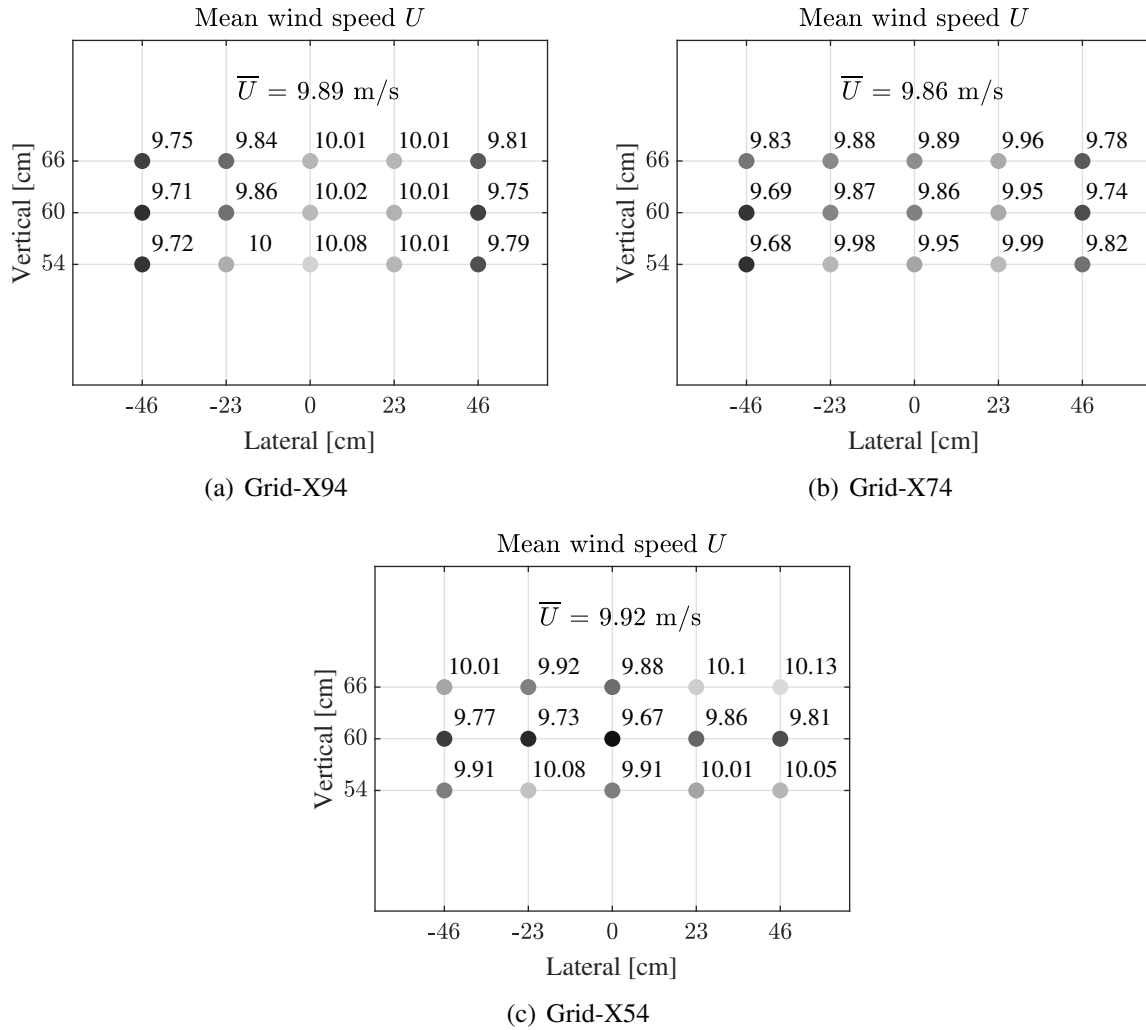 Mean wind speed U
U = 9.89 m/s
9.75 9.84 10.01 10.01 9.81
66
9.71 9.86 10.02 10.01 9.75
60
9.72 10 10.08 10.01 9.79
54
Vertical [cm]
-46 -23 0 23 46
Lateral [cm]
(a) Grid-X94
Mean wind speed U
U = 9.86 m/s
9.83 9.88 9.89 9.96 9.78
66
9.69 9.87 9.86 9.95 9.74
60
9.68 9.98 9.95 9.99 9.82
54
Vertical [cm]
-46 -23 0 23 46
Lateral [cm]
(b) Grid-X74
Mean wind speed U
U = 9.92 m/s
10.01 9.92 9.88 10.1 10.13
66
9.77 9.73 9.67 9.86 9.81
60
9.91 10.08 9.91 10.01 10.05
54
Vertical [cm]
-46 -23 0 23 46
Lateral [cm]
(c) Grid-X54